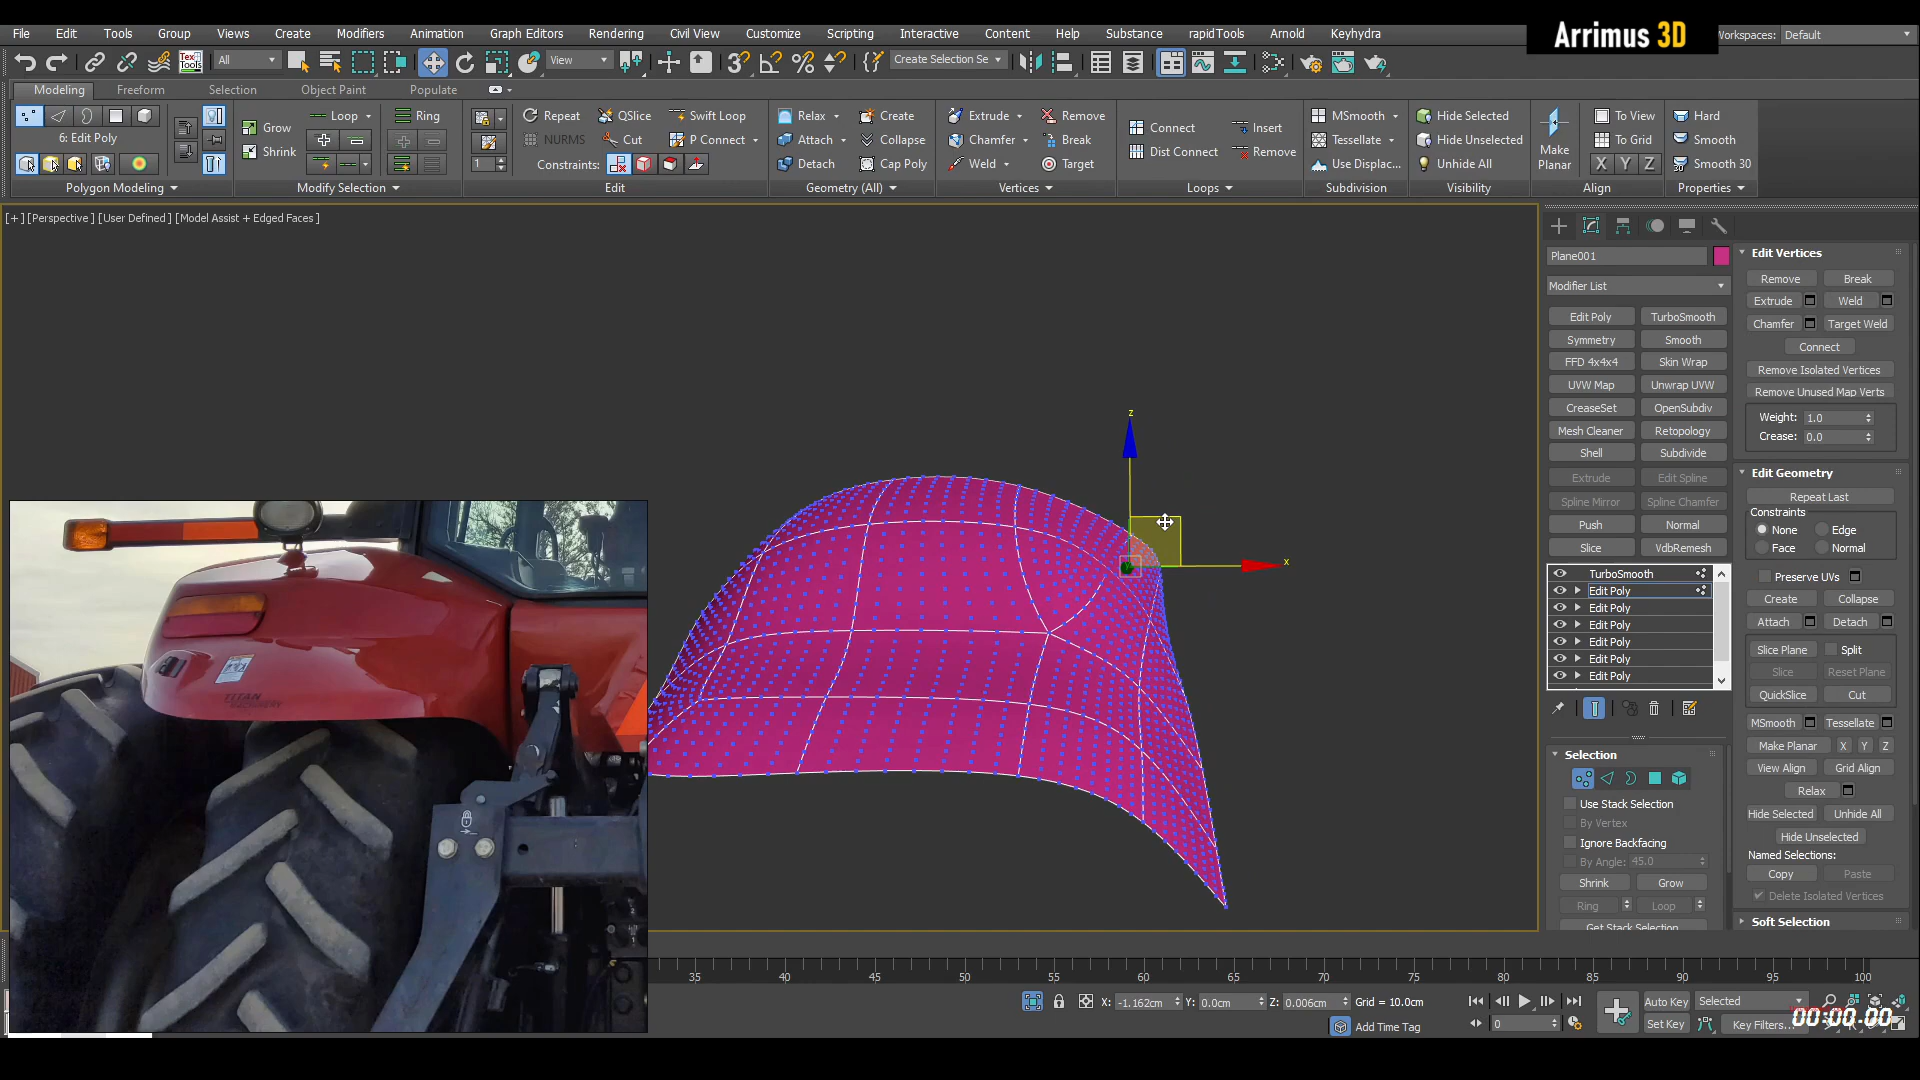 Arrimus 3D
File Edit Tools Group Views Create Modifiers Animation Graph Editors Rendering Civil View Customize Scripting Interactive Content Help Substance rapidTools Arnold Keyhydra Workspaces: Default
All View Create Selection Se
Modeling Freeform Selection Object Paint Populate
Loop Ring Repeat QSlice Swift Loop Relax Create Extrude Remove MSmooth Hide Selected To View Hard
6: Edit Poly Grow Connect Insert
NURMS Cut P Connect Attach Collapse Chamfer Break Tessellate Hide Unselected To Grid Smooth
Shrink Dist Connect Remove Make Planar
1 Constraints: Detach Cap Poly Weld Target Use Displac... Unhide All X Y Z Smooth 30
Polygon Modeling Modify Selection Edit Geometry (All) Vertices Loops Subdivision Visibility Align Properties
[+] [Perspective] [User Defined] [Model Assist + Edged Faces]
z
x
TITAN
MACHINERY
Plane001
Modifier List
Edit Poly TurboSmooth
Symmetry Smooth
FFD 4x4x4 Skin Wrap
UVW Map Unwrap UVW
CreaseSet OpenSubdiv
Mesh Cleaner Retopology
Shell Subdivide
Extrude Edit Spline
Spline Mirror Spline Chamfer
Push Normal
Slice VdbRemesh
TurboSmooth
Edit Poly
Edit Poly
Edit Poly
Edit Poly
Edit Poly
Edit Poly
Selection
Use Stack Selection
By Vertex
Ignore Backfacing
By Angle: 45.0
Shrink Grow
Ring Loop
Get Stack Selection
Edit Vertices
Remove Break
Extrude Weld
Chamfer Target Weld
Connect
Remove Isolated Vertices
Remove Unused Map Verts
Weight: 1.0
Crease: 0.0
Edit Geometry
Repeat Last
Constraints
None Edge
Face Normal
Preserve UVs
Create Collapse
Attach Detach
Slice Plane Split
Slice Reset Plane
QuickSlice Cut
MSmooth Tessellate
Make Planar X Y Z
View Align Grid Align
Relax
Hide Selected Unhide All
Hide Unselected
Named Selections:
Copy Paste
Delete Isolated Vertices
Soft Selection
35 40 45 50 55 60 65 70 75 80 85 90 95 100
X: -1.162cm Y: 0.0cm Z: 0.006cm Grid = 10.0cm Auto Key Selected
Add Time Tag 0 Set Key Key Filters...
00:00.00